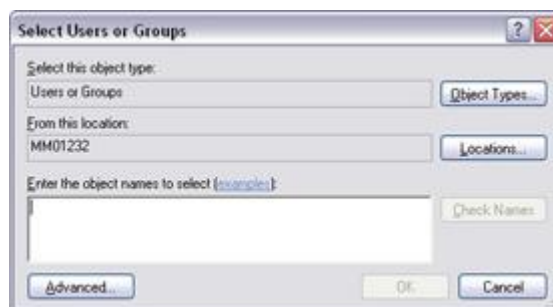 Select Users or Groups
Select this object type:
Users or Groups
Object Types...
From this location:
MM01232
Locations...
Enter the object names to select (examples):
Check Names
Advanced...
OK
Cancel